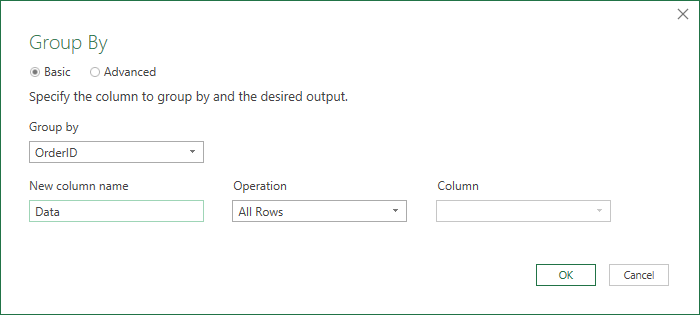 Group By
Basic Advanced
Specify the column to group by and the desired output.
Group by
OrderID
New column name Operation Column
Data All Rows
OK Cancel